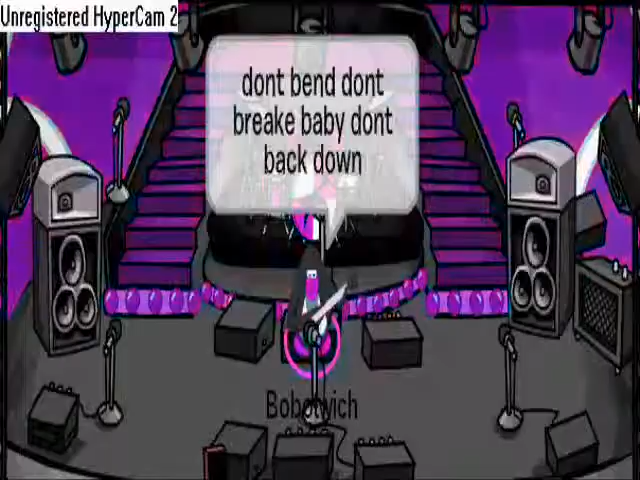 Unregistered HyperCam 2
dont bend dont
breake baby dont
back down